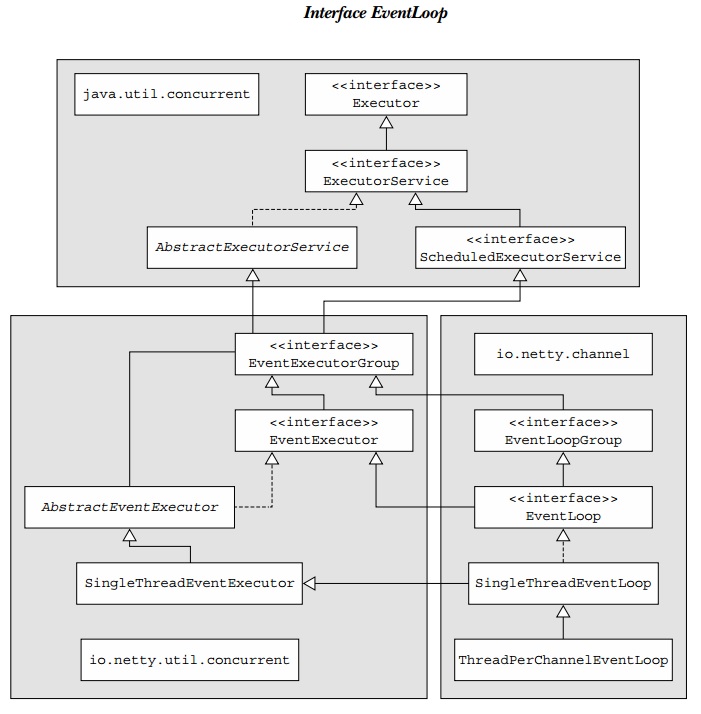 Interface EventLoop
java.util.concurrent
<<interface>>
Executor
<<interface>>
ExecutorService
AbstractExecutorService
<<interface>>
ScheduledExecutorService
<<interface>>
EventExecutorGroup
io.netty.channel
<<interface>>
EventExecutor
<<interface>>
EventLoopGroup
AbstractEventExecutor
<<interface>>
EventLoop
SingleThreadEventExecutor
SingleThreadEventLoop
io.netty.util.concurrent
ThreadPerChannelEventLoop